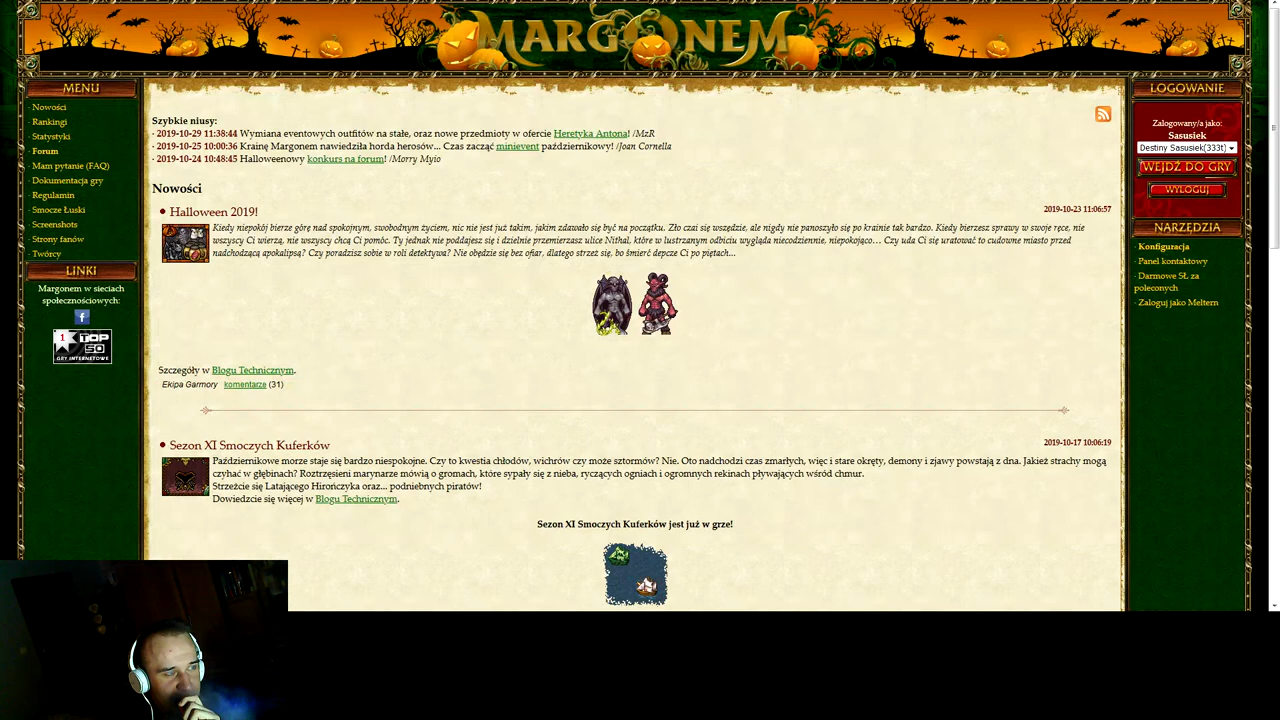 MARGONEM
MENU
· Nowości
· Rankingi
· Statystyki
· Forum
· Mam pytanie (FAQ)
· Dokumentacja gry
· Regulamin
· Smocze Łuski
· Screenshots
· Strony fanów
· Twórcy
LINKI
Margonem w sieciach
społecznościowych:
f
1 TOP
50
GRY INTERNETOWE
Szybkie niusy:
· 2019-10-29 11:38:44 Wymiana eventowych outfitów na stałe, oraz nowe przedmioty w ofercie Heretyka Antona! /MzR
· 2019-10-25 10:00:36 Krainę Margonem nawiedziła horda herosów... Czas zacząć minievent październikowy! /Joan Cornella
· 2019-10-24 10:48:45 Halloweenowy konkurs na forum! /Morry Myio
Nowości
• Halloween 2019! 2019-10-23 11:06:57
Kiedy niepokój bierze górę nad spokojnym, swobodnym życiem, nic nie jest już takim, jakim zdawało się być na początku. Zło czai się wszędzie, ale nigdy nie panoszyło się po krainie tak bardzo. Kiedy bierzesz sprawy w swoje ręce, nie
wszyscy Ci wierzą, nie wszyscy chcą Ci pomóc. Ty jednak nie poddajesz się i dzielnie przemierzasz ulice Nithal, które w lustrzanym odbiciu wygląda niecodziennie, niepokojąco… Czy uda Ci się uratować to cudowne miasto przed
nadchodzącą apokalipsą? Czy poradzisz sobie w roli detektywa? Nie obędzie się bez ofiar, dlatego strzeż się, bo śmierć depcze Ci po piętach...
Szczegóły w Blogu Technicznym.
Ekipa Garmory komentarze (31)
• Sezon XI Smoczych Kuferków 2019-10-17 10:06:19
Październikowe morze staje się bardzo niespokojne. Czy to kwestia chłodów, wichrów czy może sztormów? Nie. Oto nadchodzi czas zmarłych, więc i stare okręty, demony i zjawy powstają z dna. Jakież strachy mogą
czyhać w głębinach? Roztrzęsieni marynarze mówią o gromach, które sypały się z nieba, ryczących ogniach i ogromnych rekinach pływających wśród chmur.
Strzeżcie się Latającego Hirończyka oraz... podniebnych piratów!
Dowiedzcie się więcej w Blogu Technicznym.
Sezon XI Smoczych Kuferków jest już w grze!
LOGOWANIE
Zalogowany/a jako:
Sasusiek
Destiny Sasusiek(333t)
WEJDŹ DO GRY
WYLOGUJ
NARZĘDZIA
· Konfiguracja
· Panel kontaktowy
· Darmowe SŁ za
poleconych
· Zaloguj jako Meltern